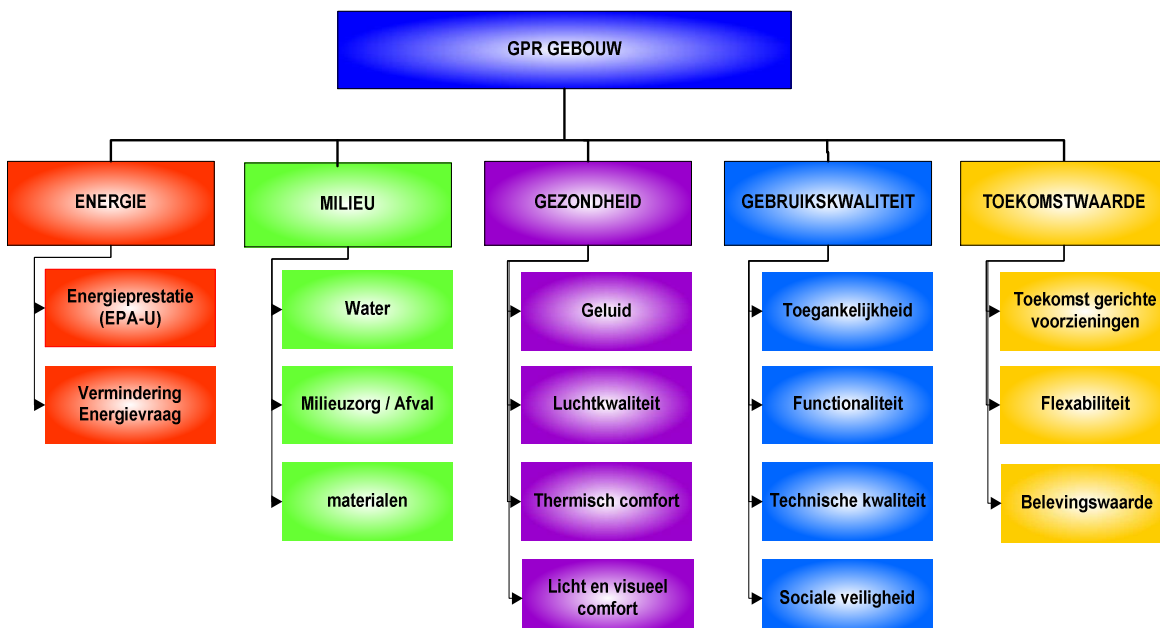 GPR GEBOUW
ENERGIE
MILIEU
GEZONDHEID
GEBRUIKSKWALITEIT
TOEKOMSTWAARDE
Energieprestatie
(EPA-U)
Vermindering
Energievraag
Water
Milieuzorg / Afval
materialen
Geluid
Luchtkwaliteit
Thermisch comfort
Licht en visueel
comfort
Toegankelijkheid
Functionaliteit
Technische kwaliteit
Sociale veiligheid
Toekomst gerichte
voorzieningen
Flexabiliteit
Belevingswaarde